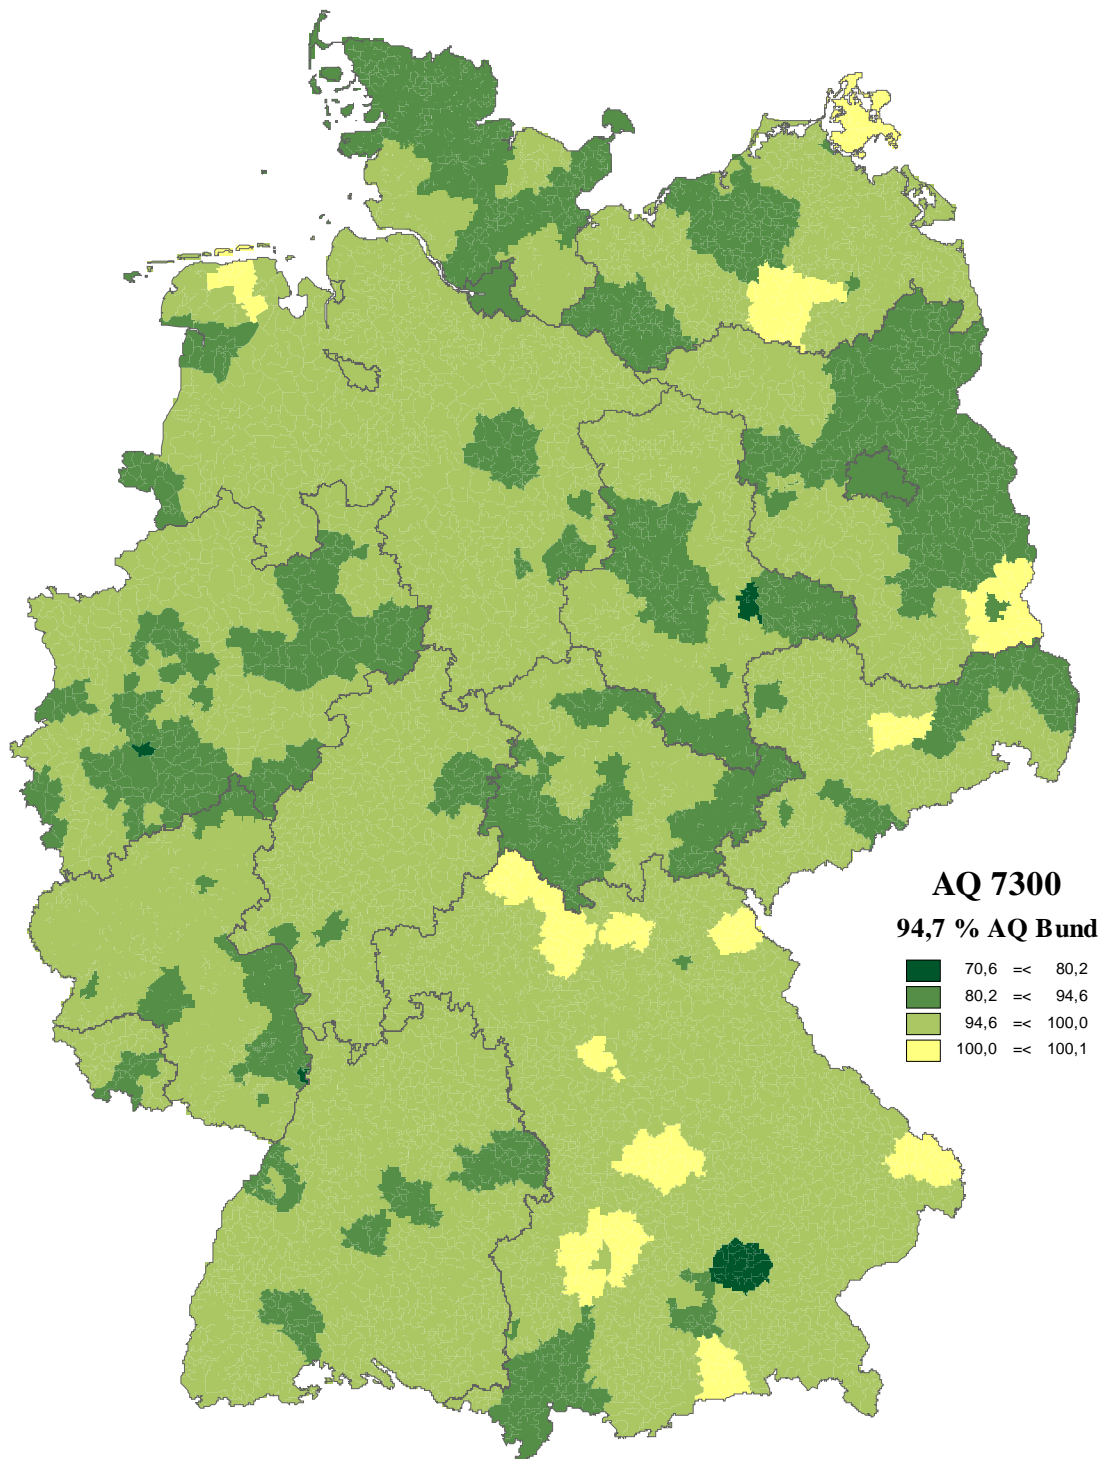 AQ 7300
94,7 % AQ Bund
70,6 =< 80,2
80,2 =< 94,6
94,6 =< 100,0
100,0 =< 100,1